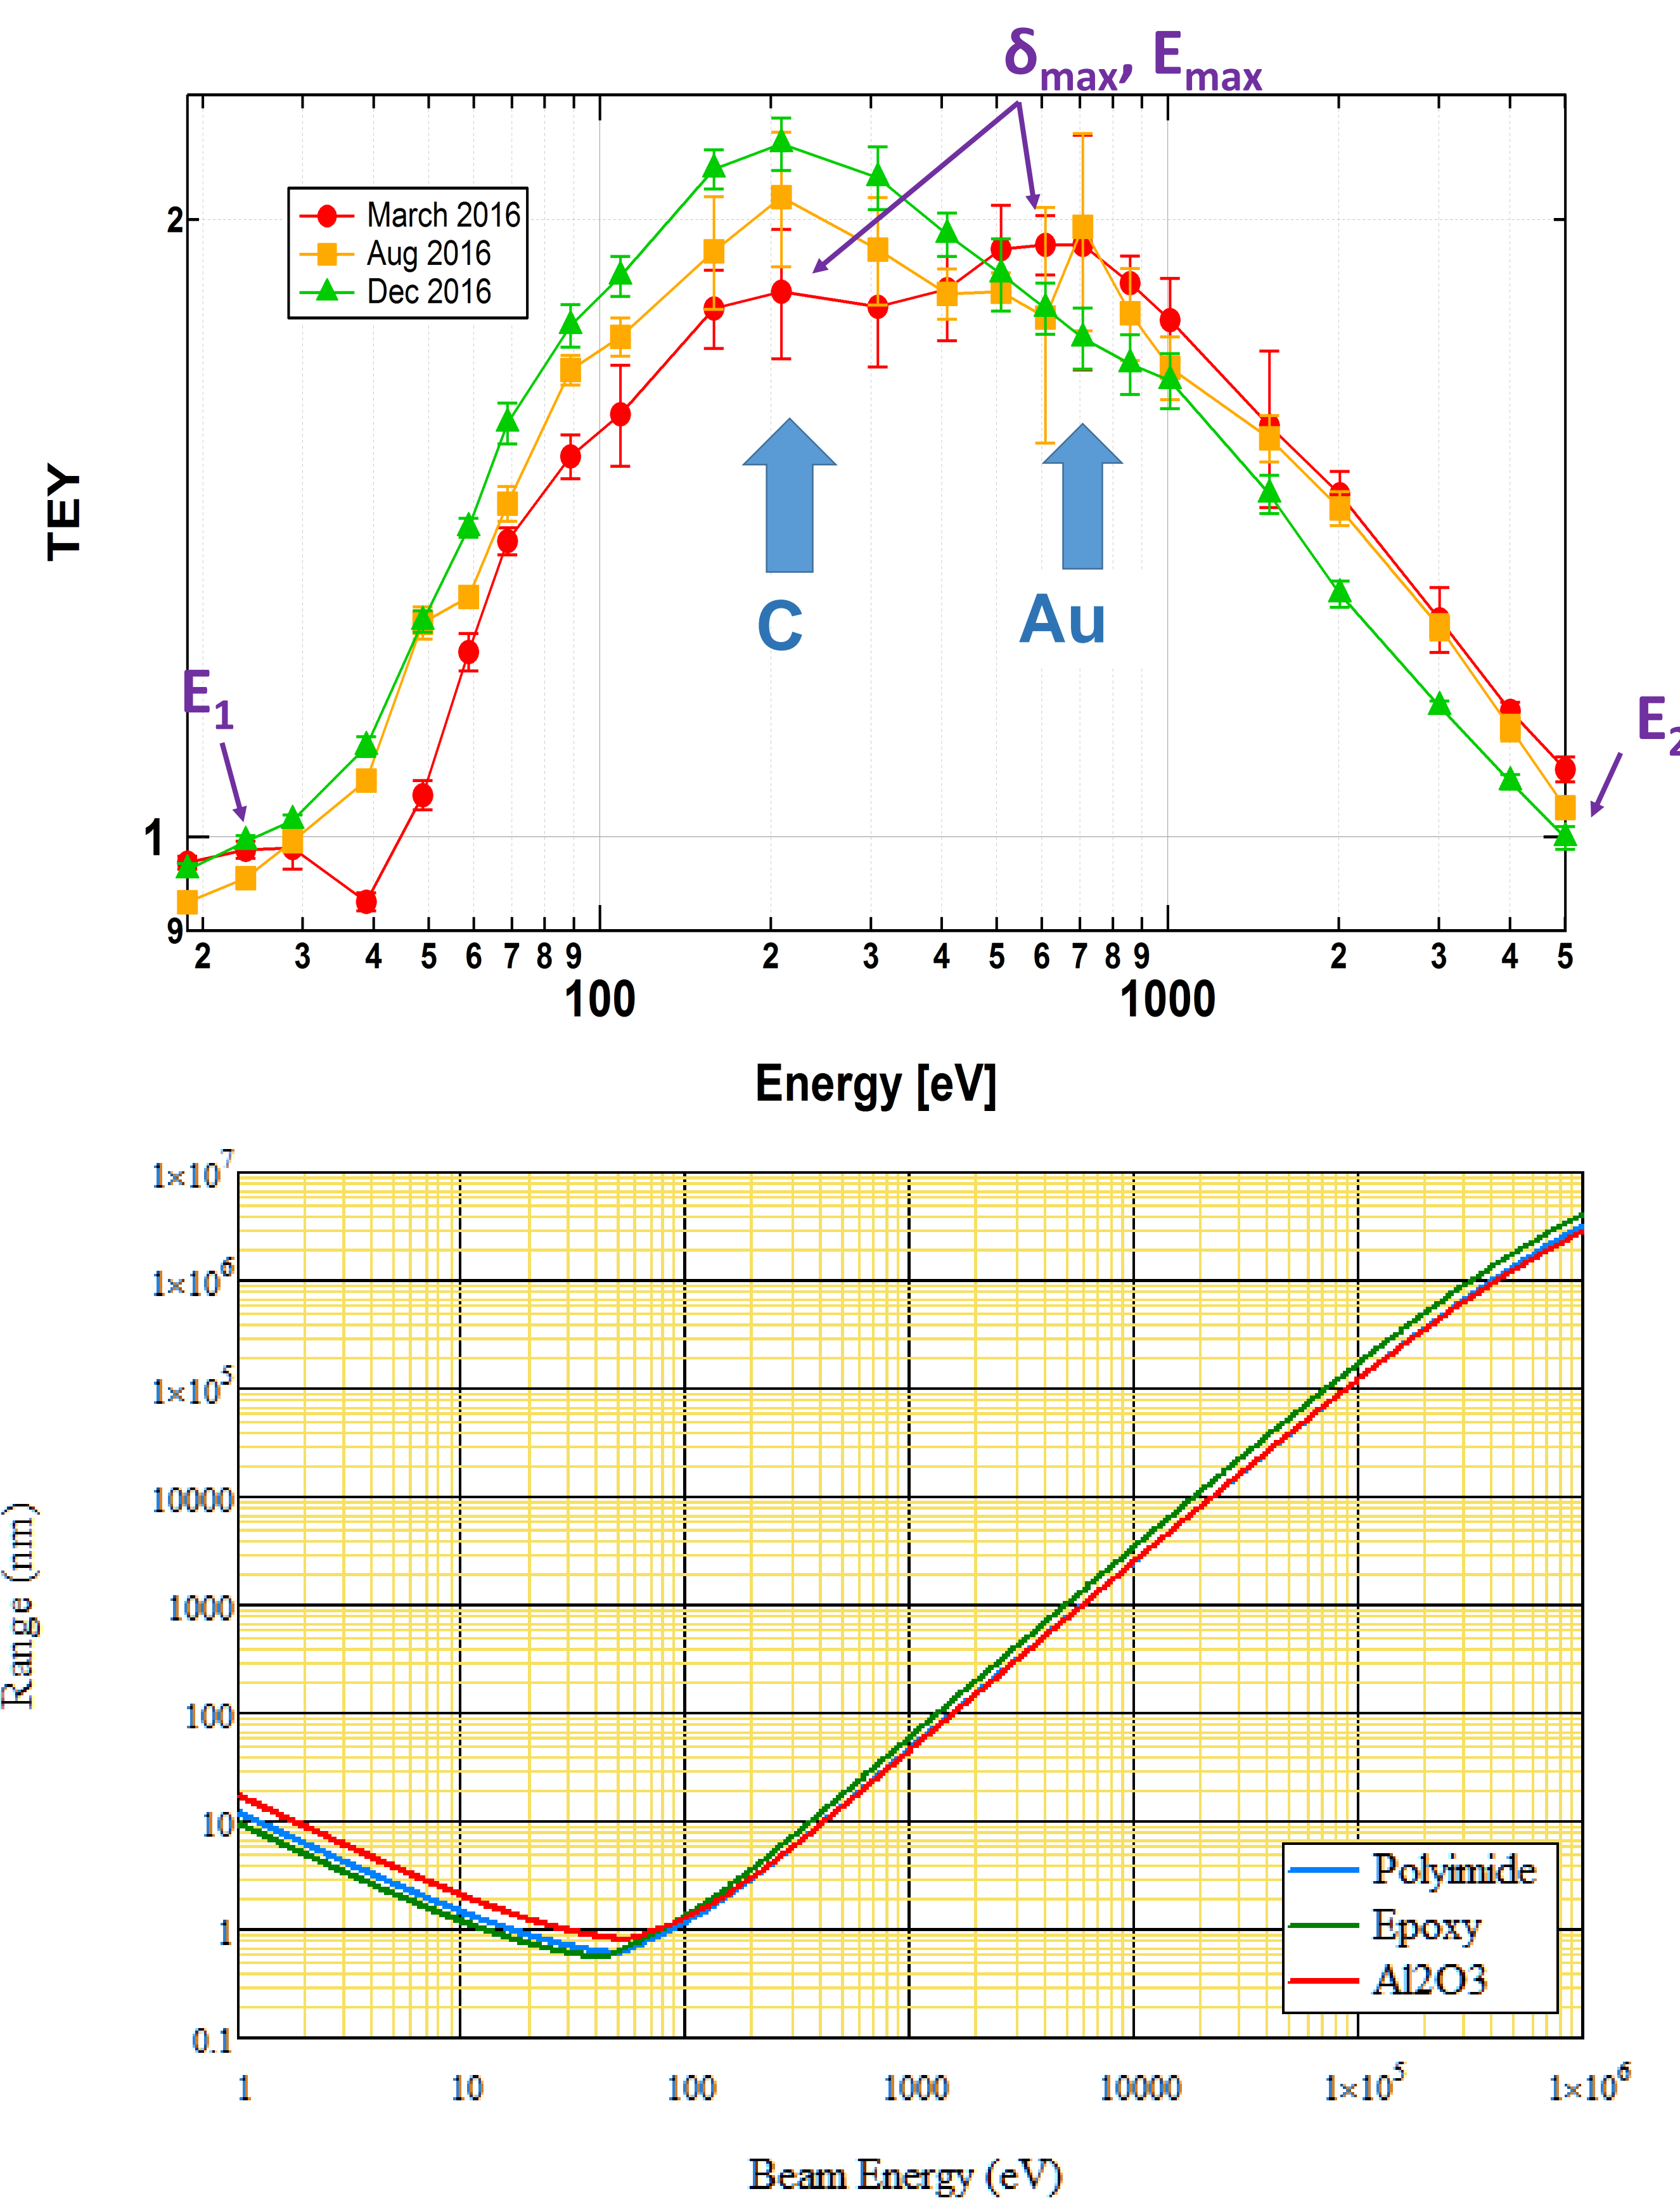 δmax, Emax
2
March 2016
Aug 2016
Dec 2016
TEY
C
Au
E1
E2
1
9
2 3 4 5 6 7 8 9 2 3 4 5 6 7 8 9 2 3 4 5
100 1000
Energy [eV]
1×10^7
1×10^6
1×10^5
10000
1000
100
10
1
0.1
Range (nm)
Polyimide
Epoxy
Al2O3
1 10 100 1000 10000 1×10^5 1×10^6
Beam Energy (eV)